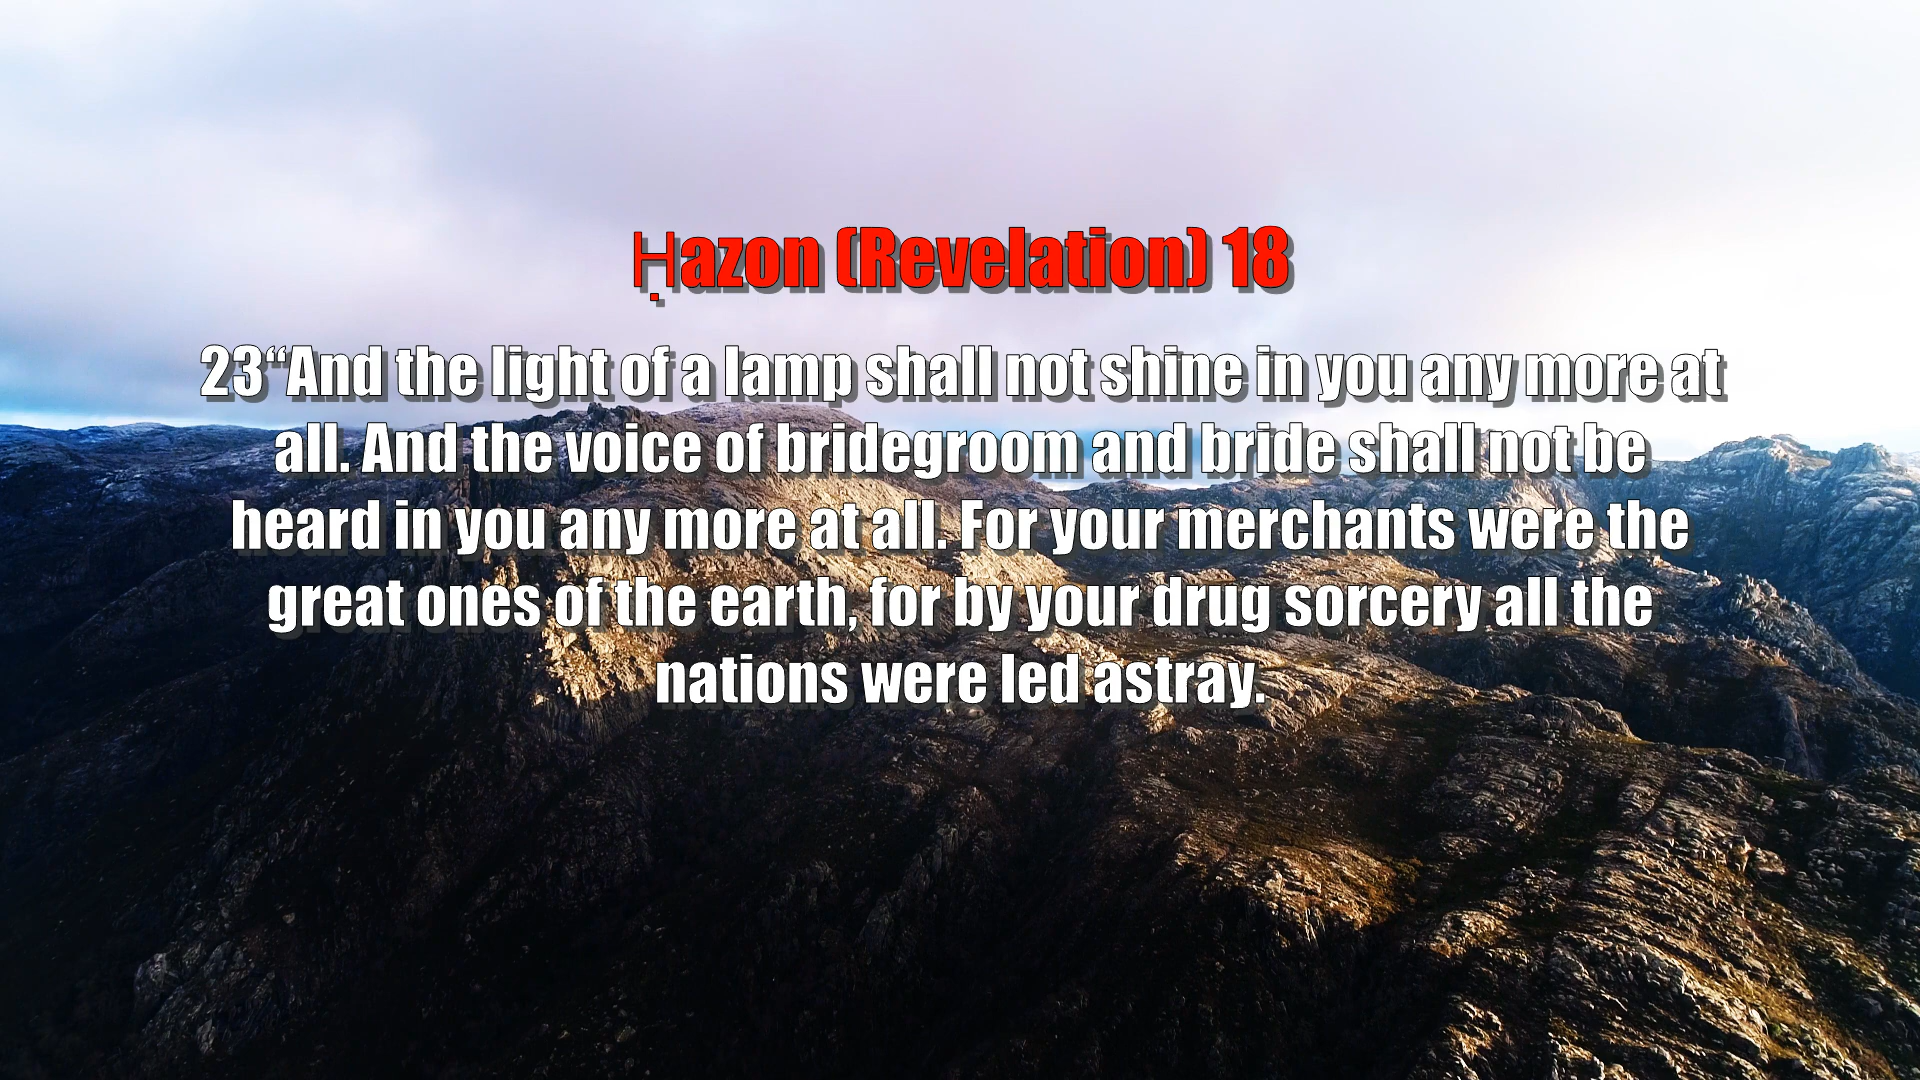 Ḥazon (Revelation) 18
23“And the light of a lamp shall not shine in you any more at
all. And the voice of bridegroom and bride shall not be
heard in you any more at all. For your merchants were the
great ones of the earth, for by your drug sorcery all the
nations were led astray.